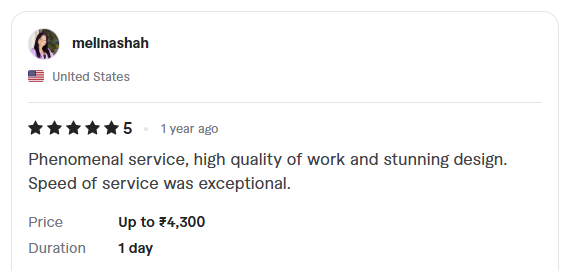 melinashah
United States
5 1 year ago
Phenomenal service, high quality of work and stunning design.
Speed of service was exceptional.
Price Up to ₹4,300
Duration 1 day